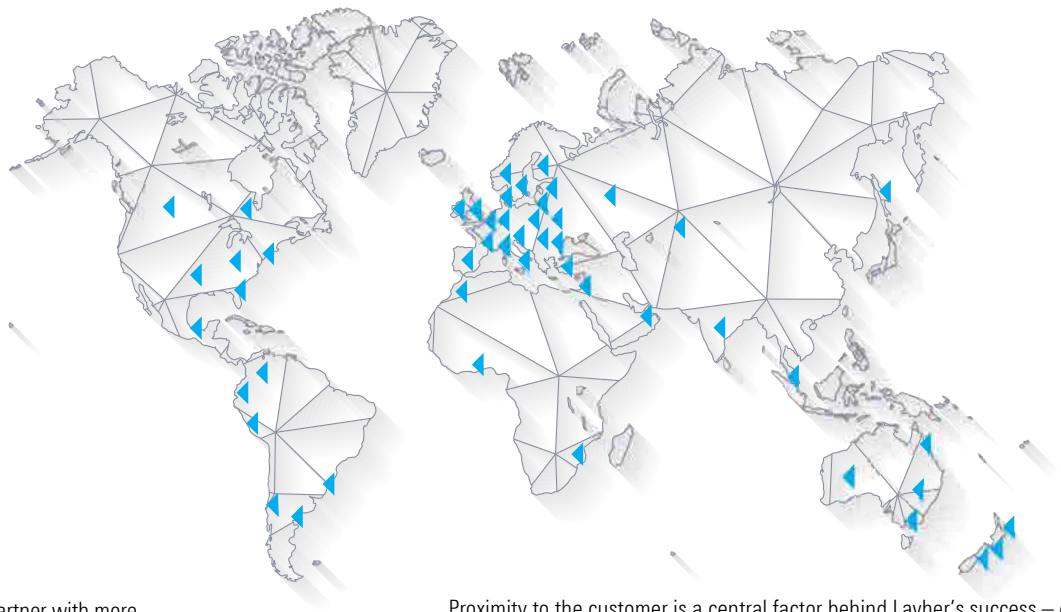 artner with more
Proximity to the customer is a central factor behind Layher's success –